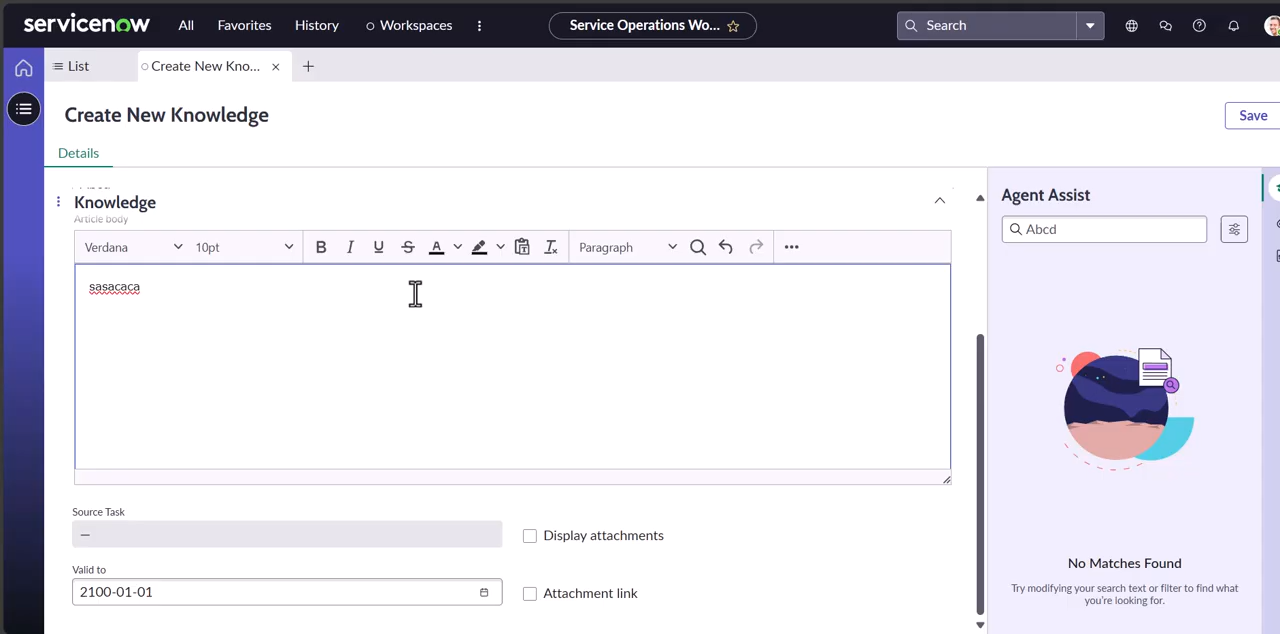 servicenow All Favorites History Workspaces Service Operations Wo... Search
List Create New Kno...
Create New Knowledge Save
Details
Knowledge
Article body
Verdana 10pt B I U S A Paragraph
sasacaca
Source Task
—
Display attachments
Valid to
2100-01-01
Attachment link
Agent Assist
Abcd
No Matches Found
Try modifying your search text or filter to find what
you're looking for.